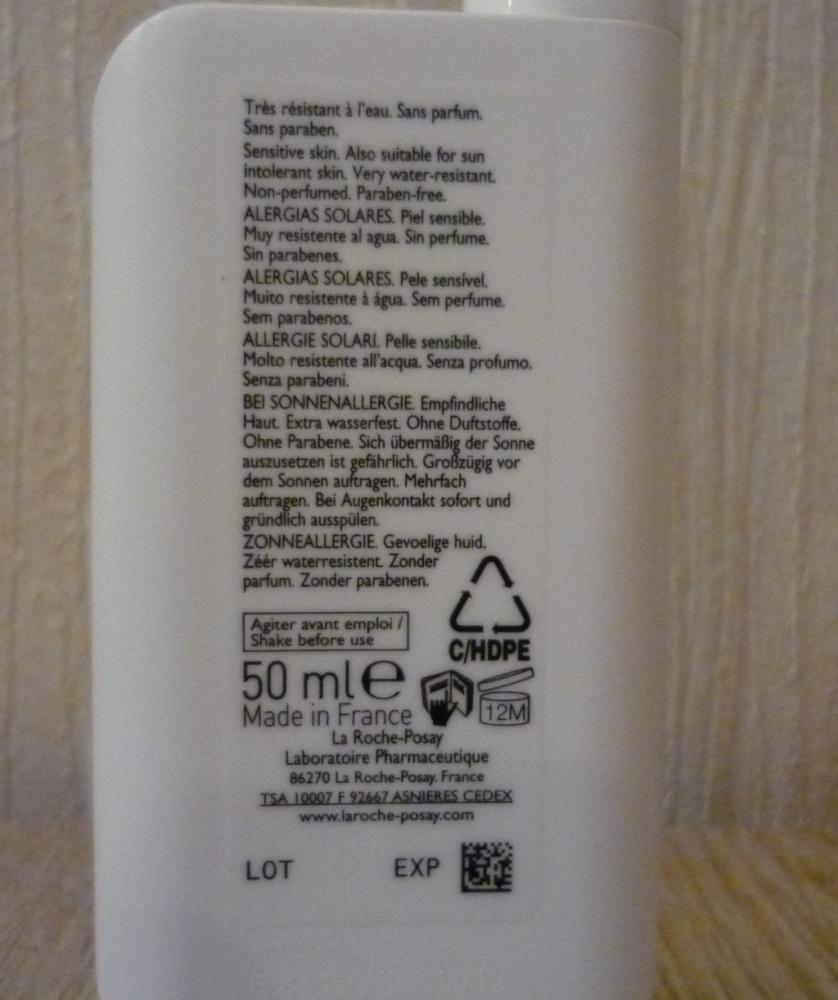 Très résistant à l'eau. Sans parfum.
Sans paraben.
Sensitive skin. Also suitable for sun
intolerant skin. Very water-resistant.
Non-perfumed. Paraben-free.
ALERGIAS SOLARES. Piel sensible.
Muy resistente al agua. Sin perfume.
Sin parabenes.
ALERGIAS SOLARES. Pele sensível.
Muito resistente à água. Sem perfume.
Sem parabenos.
ALLERGIE SOLARI. Pelle sensibile.
Molto resistente all'acqua. Senza profumo.
Senza parabeni.
BEI SONNENALLERGIE. Empfindliche
Haut. Extra wasserfest. Ohne Duftstoffe.
Ohne Parabene. Sich übermäßig der Sonne
auszusetzen ist gefährlich. Großzügig vor
dem Sonnen auftragen. Mehrfach
auftragen. Bei Augenkontakt sofort und
gründlich ausspülen.
ZONNEALLERGIE. Gevoelige huid.
Zéér waterresistent. Zonder
parfum. Zonder parabenen.
C/HDPE
Agiter avant emploi /
Shake before use
50 ml e
12M
Made in France
La Roche-Posay
Laboratoire Pharmaceutique
86270 La Roche-Posay. France
TSA 10007 F 92667 ASNIERES CEDEX
www.laroche-posay.com
LOT EXP